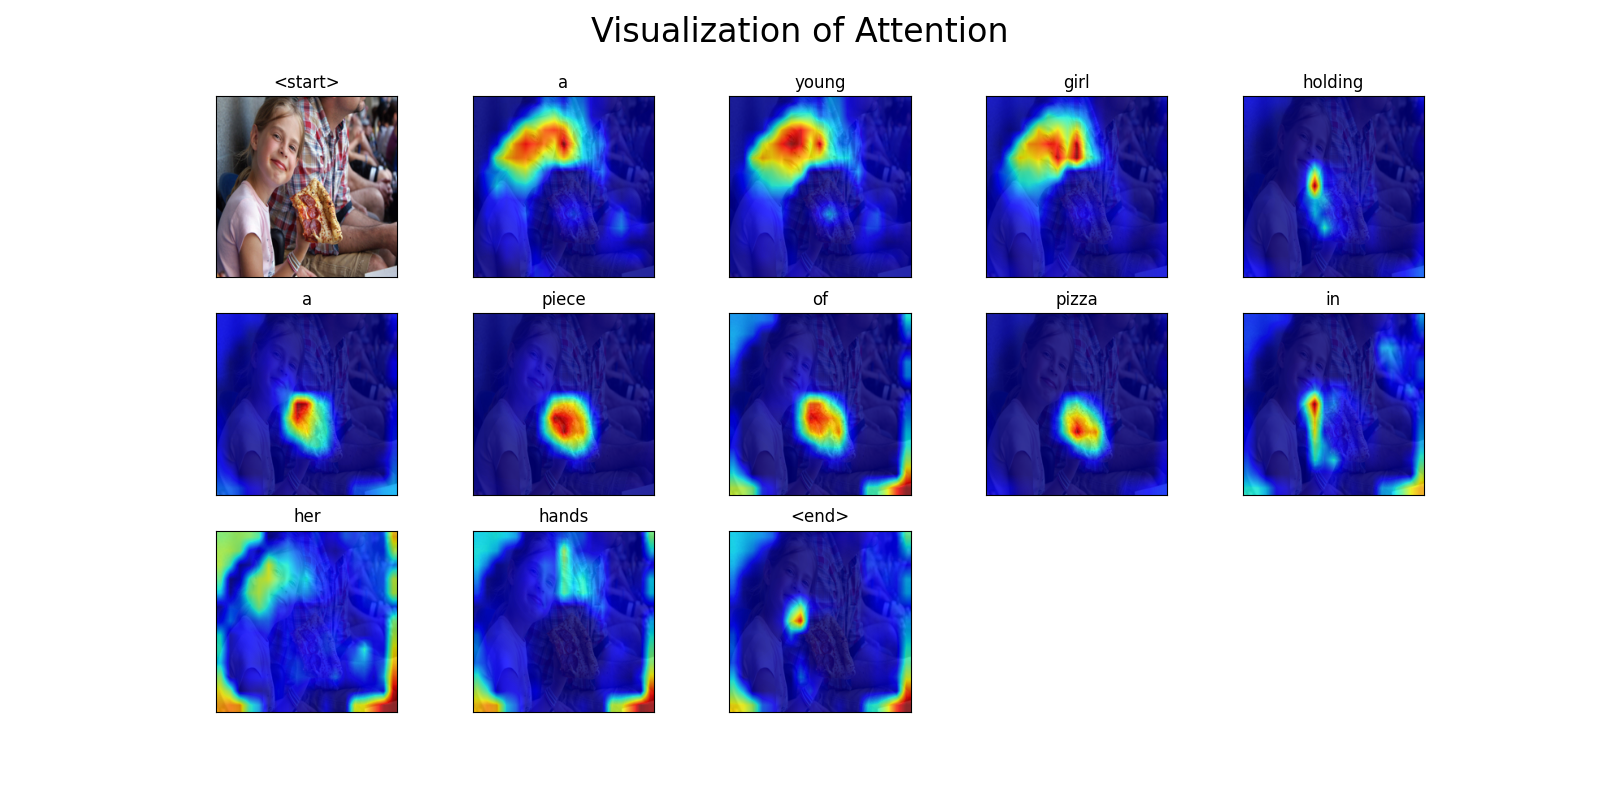 Visualization of Attention
<start> a young girl holding
a piece of pizza in
her hands <end>